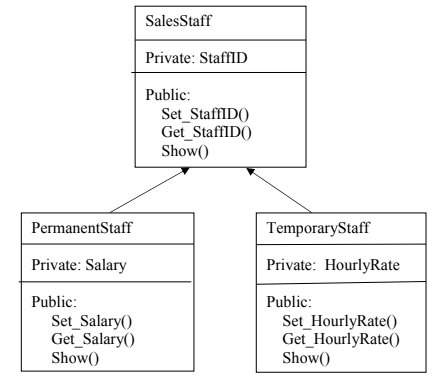 SalesStaff
Private: StaffID
Public:
Set_StaffID()
Get_StaffID()
Show()
PermanentStaff
Private: Salary
Public:
Set_Salary()
Get_Salary()
Show()
TemporaryStaff
Private: HourlyRate
Public:
Set_HourlyRate()
Get_HourlyRate()
Show()